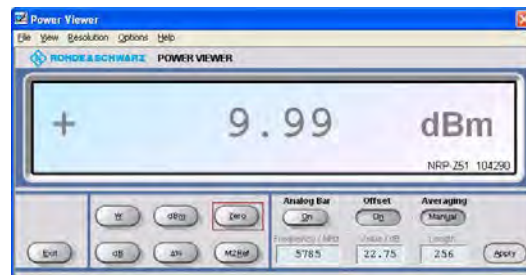 Power Viewer
File View Resolution Options Help
ROHDE & SCHWARZ POWER VIEWER
+ 9.99 dBm
NRP-Z51 104290
Analog Bar Offset Averaging
W dBm Zero On On Manual
Frequency / MHz Value / dB Length
Exit dB Δ% M2Ref 5785 22.75 256 Apply